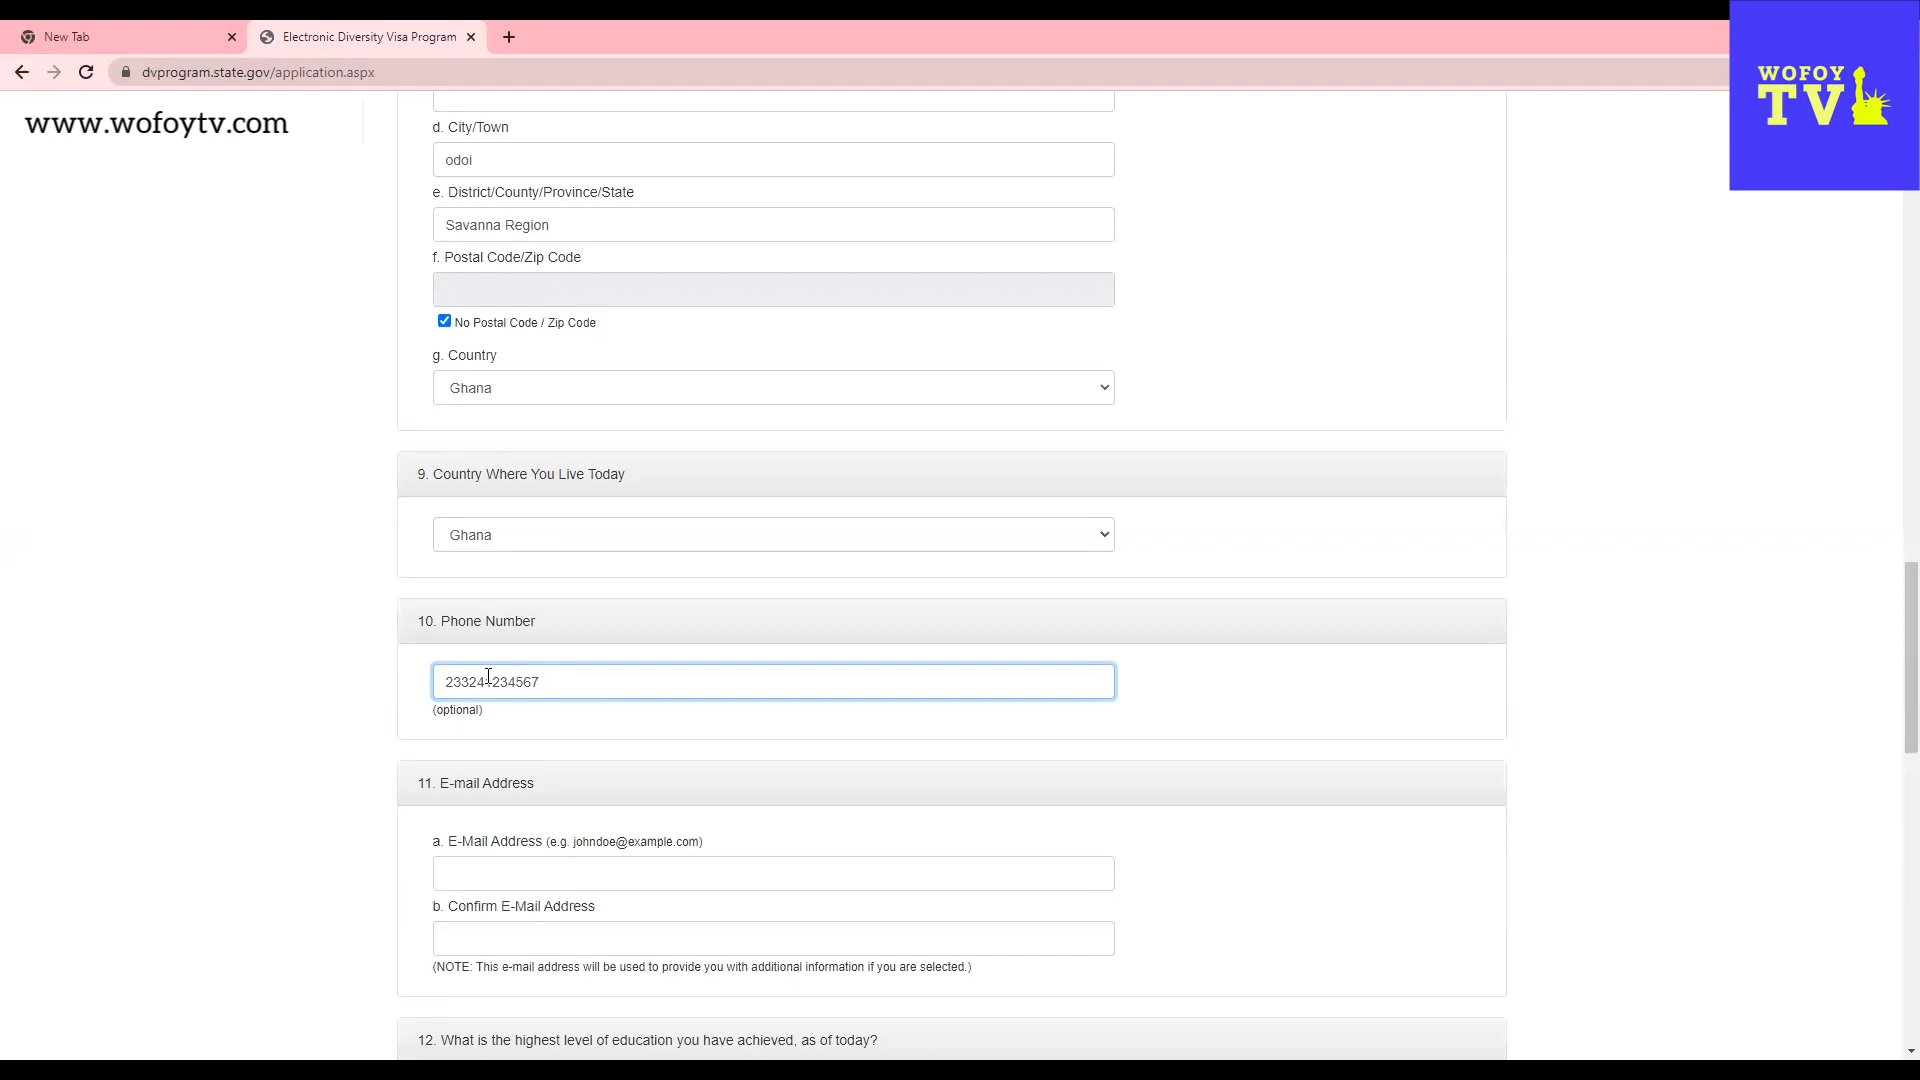 New Tab
Electronic Diversity Visa Program
dvprogram.state.gov/application.aspx
WOFOY
TV
www.wofoytv.com
d. City/Town
odoi
e. District/County/Province/State
Savanna Region
f. Postal Code/Zip Code
No Postal Code / Zip Code
g. Country
Ghana
9. Country Where You Live Today
Ghana
10. Phone Number
(optional)
11. E-mail Address
a. E-Mail Address (e.g. johndoe@example.com)
b. Confirm E-Mail Address
(NOTE: This e-mail address will be used to provide you with additional information if you are selected.)
12. What is the highest level of education you have achieved, as of today?